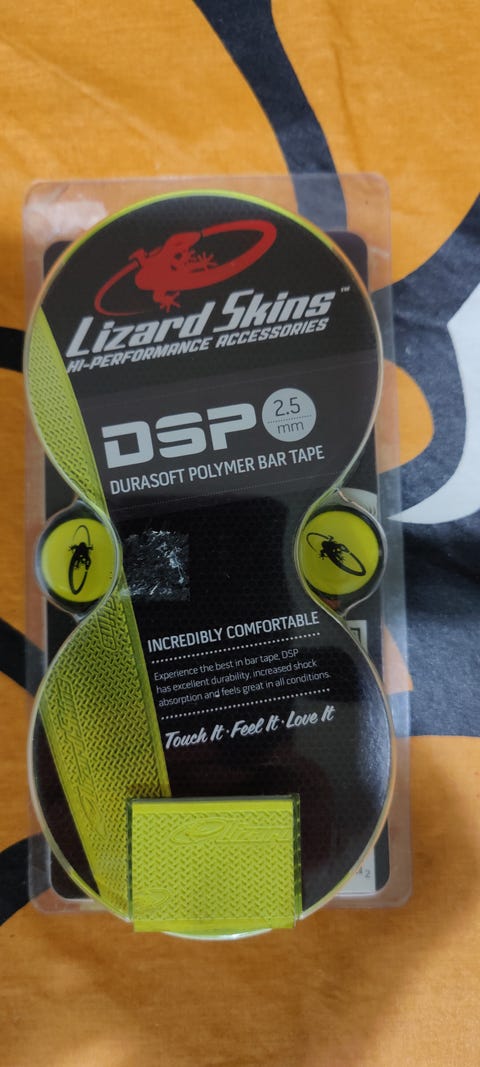 Lizard Skins™
HI-PERFORMANCE ACCESSORIES
DSP 2.5
mm
DURASOFT POLYMER BAR TAPE
INCREDIBLY COMFORTABLE
Experience the best in bar tape, DSP
has excellent durability, increased shock
absorption and feels great in all conditions.
Touch It · Feel It · Love It